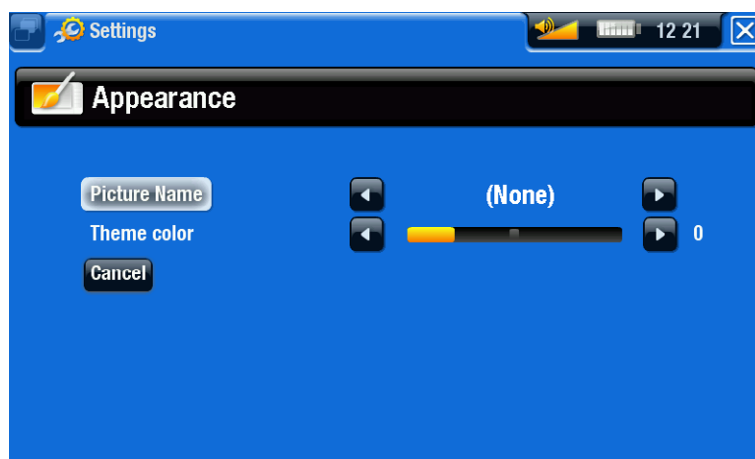 Settings
12 21
Appearance
Picture Name
(None)
Theme color
0
Cancel